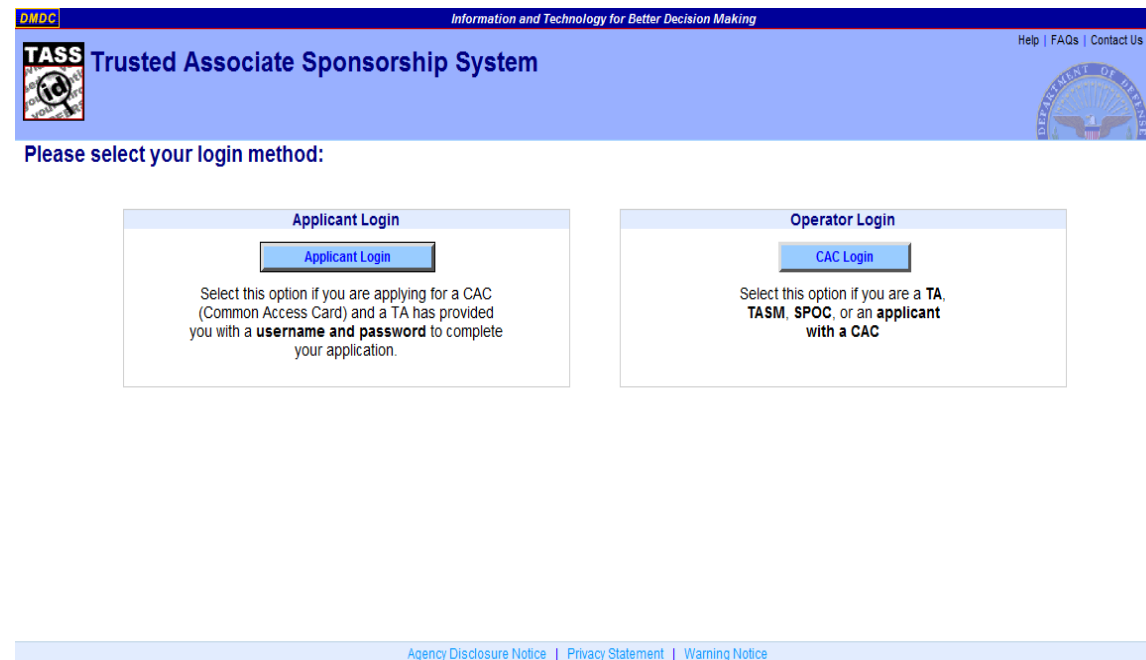 DMDC
Information and Technology for Better Decision Making
Help | FAQs | Contact Us
TASS
id
Trusted Associate Sponsorship System
DEPARTMENT OF DEFENSE
Please select your login method:
Applicant Login
Applicant Login
Select this option if you are applying for a CAC
(Common Access Card) and a TA has provided
you with a username and password to complete
your application.
Operator Login
CAC Login
Select this option if you are a TA,
TASM, SPOC, or an applicant
with a CAC
Agency Disclosure Notice | Privacy Statement | Warning Notice